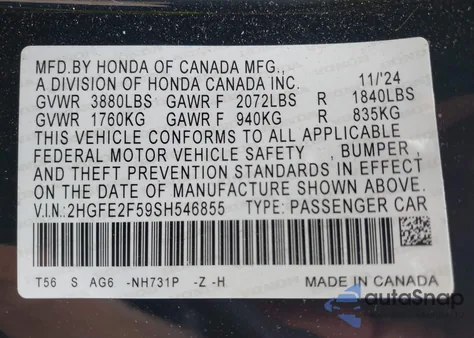 MFD.BY HONDA OF CANADA MFG.,
A DIVISION OF HONDA CANADA INC. 11/'24
GVWR 3880LBS GAWR F 2072LBS R 1840LBS
GVWR 1760KG GAWR F 940KG R 835KG
THIS VEHICLE CONFORMS TO ALL APPLICABLE
FEDERAL MOTOR VEHICLE SAFETY , BUMPER ,
AND THEFT PREVENTION STANDARDS IN EFFECT
ON THE DATE OF MANUFACTURE SHOWN ABOVE.
V.I.N:2HGFE2F59SH546855 TYPE: PASSENGER CAR
T56 S AG6 -NH731P -Z -H MADE IN CANADA
autoSnap